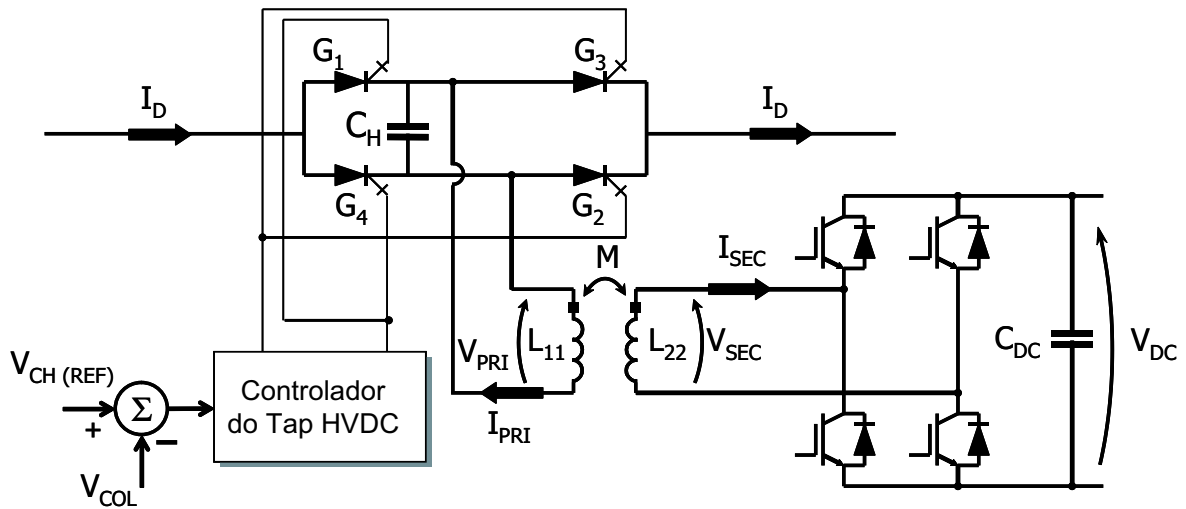 G1
G3
ID
CH
ID
G4
G2
M
ISEC
VPRI
L11
L22
VSEC
CDC
VDC
IPRI
VCH (REF)
Σ
+
−
VCOL
Controlador
do Tap HVDC